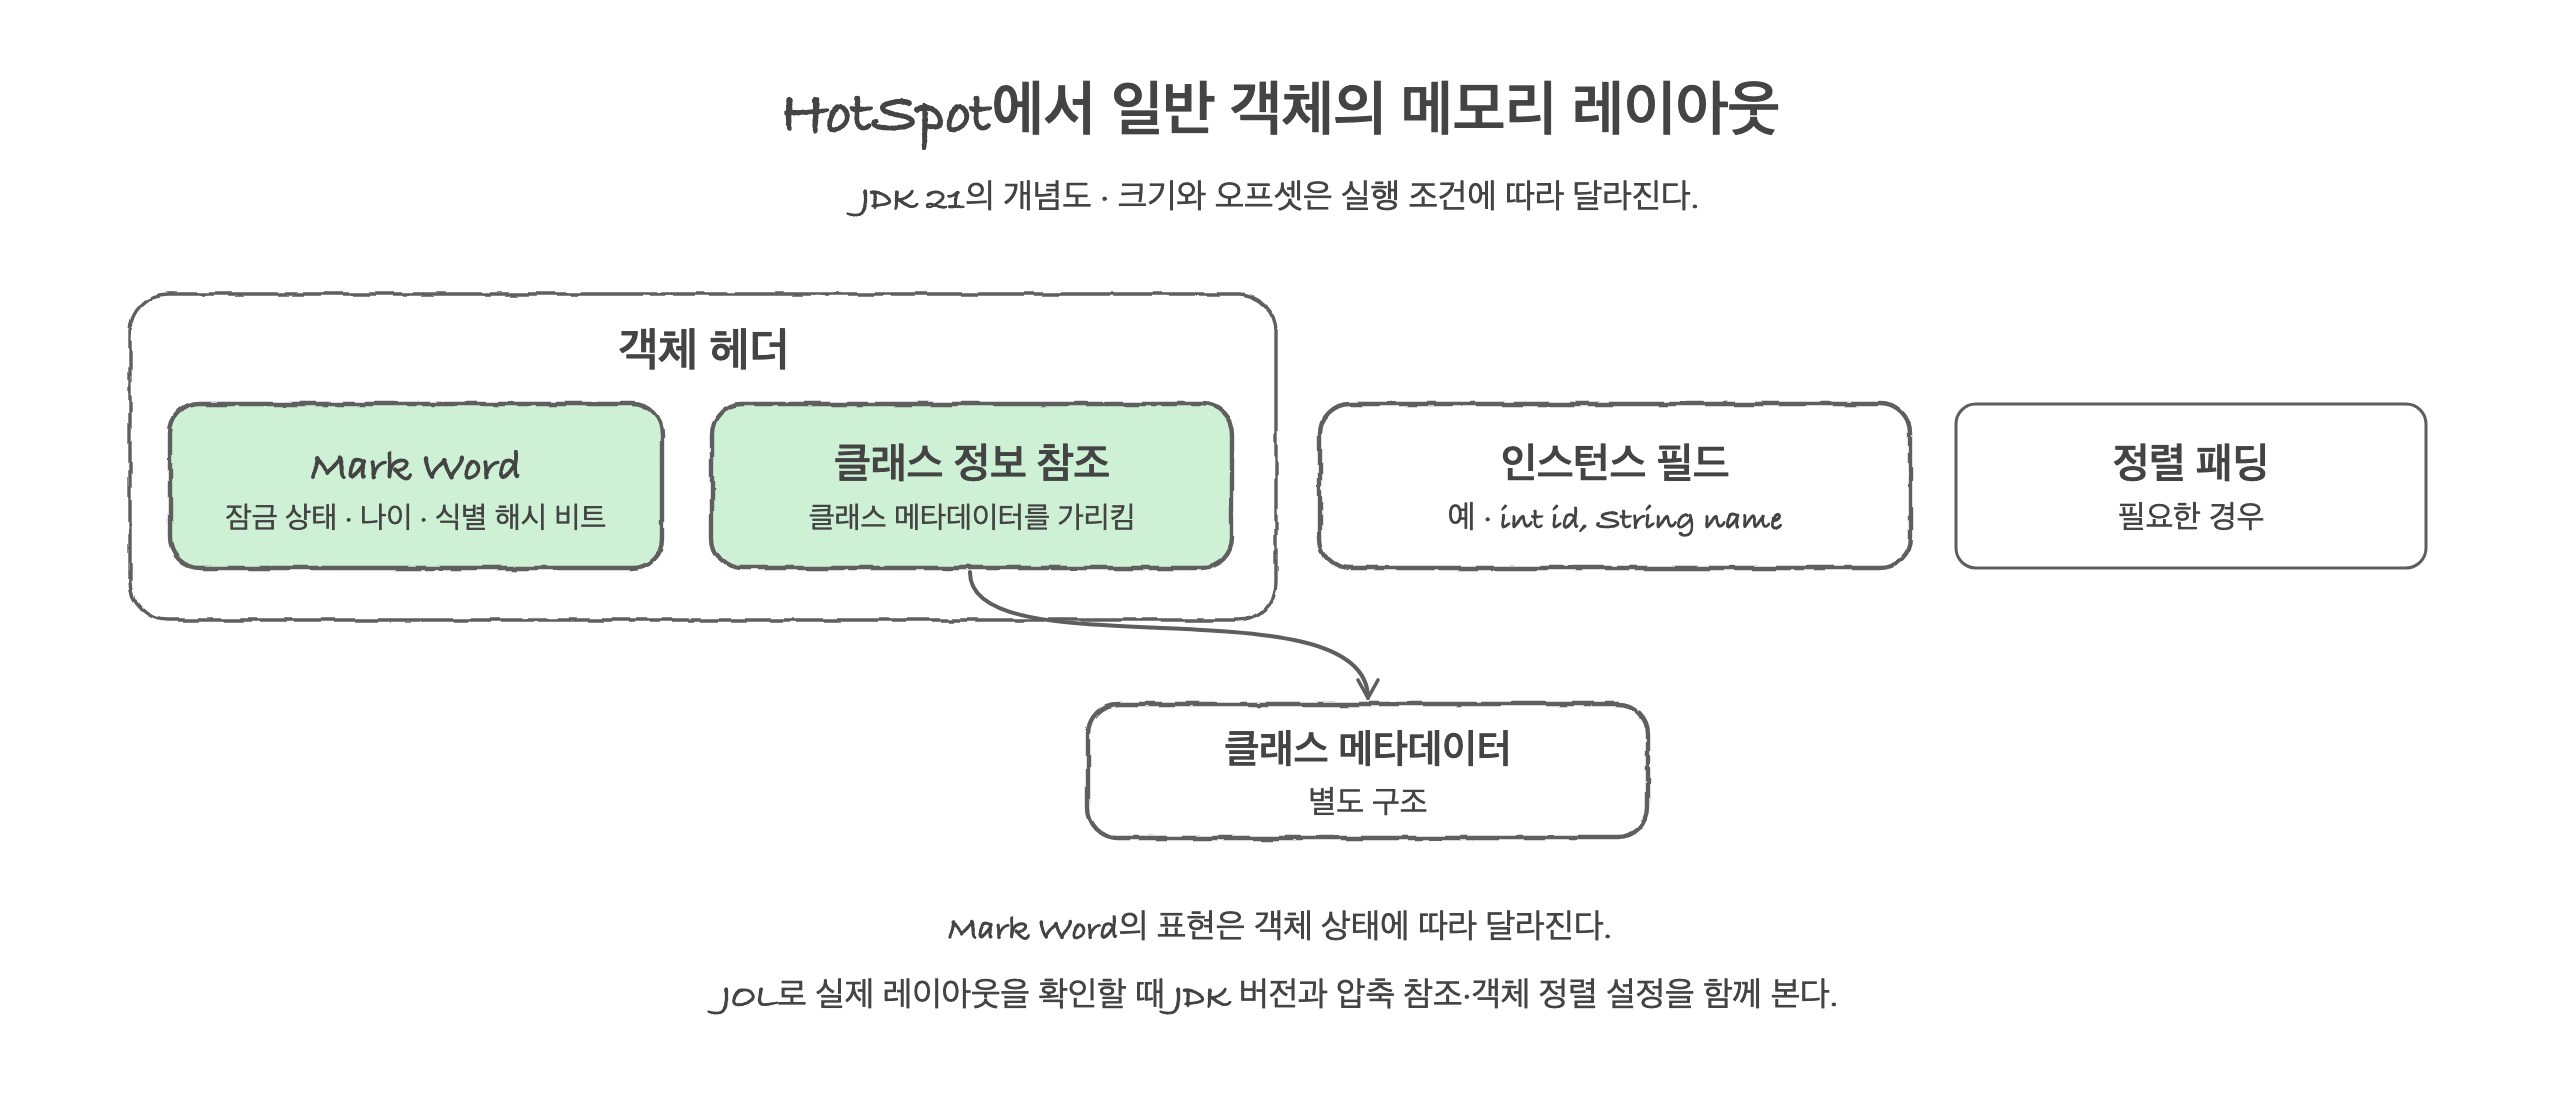 HotSpot에서 일반 객체의 메모리 레이아웃
JDK 21의 개념도 · 크기와 오프셋은 실행 조건에 따라 달라진다.
객체 헤더
Mark Word
잠금 상태 · 나이 · 식별 해시 비트
클래스 정보 참조
클래스 메타데이터를 가리킴
인스턴스 필드
예 · int id, String name
정렬 패딩
필요한 경우
클래스 메타데이터
별도 구조
Mark Word의 표현은 객체 상태에 따라 달라진다.
JOL로 실제 레이아웃을 확인할 때 JDK 버전과 압축 참조·객체 정렬 설정을 함께 본다.